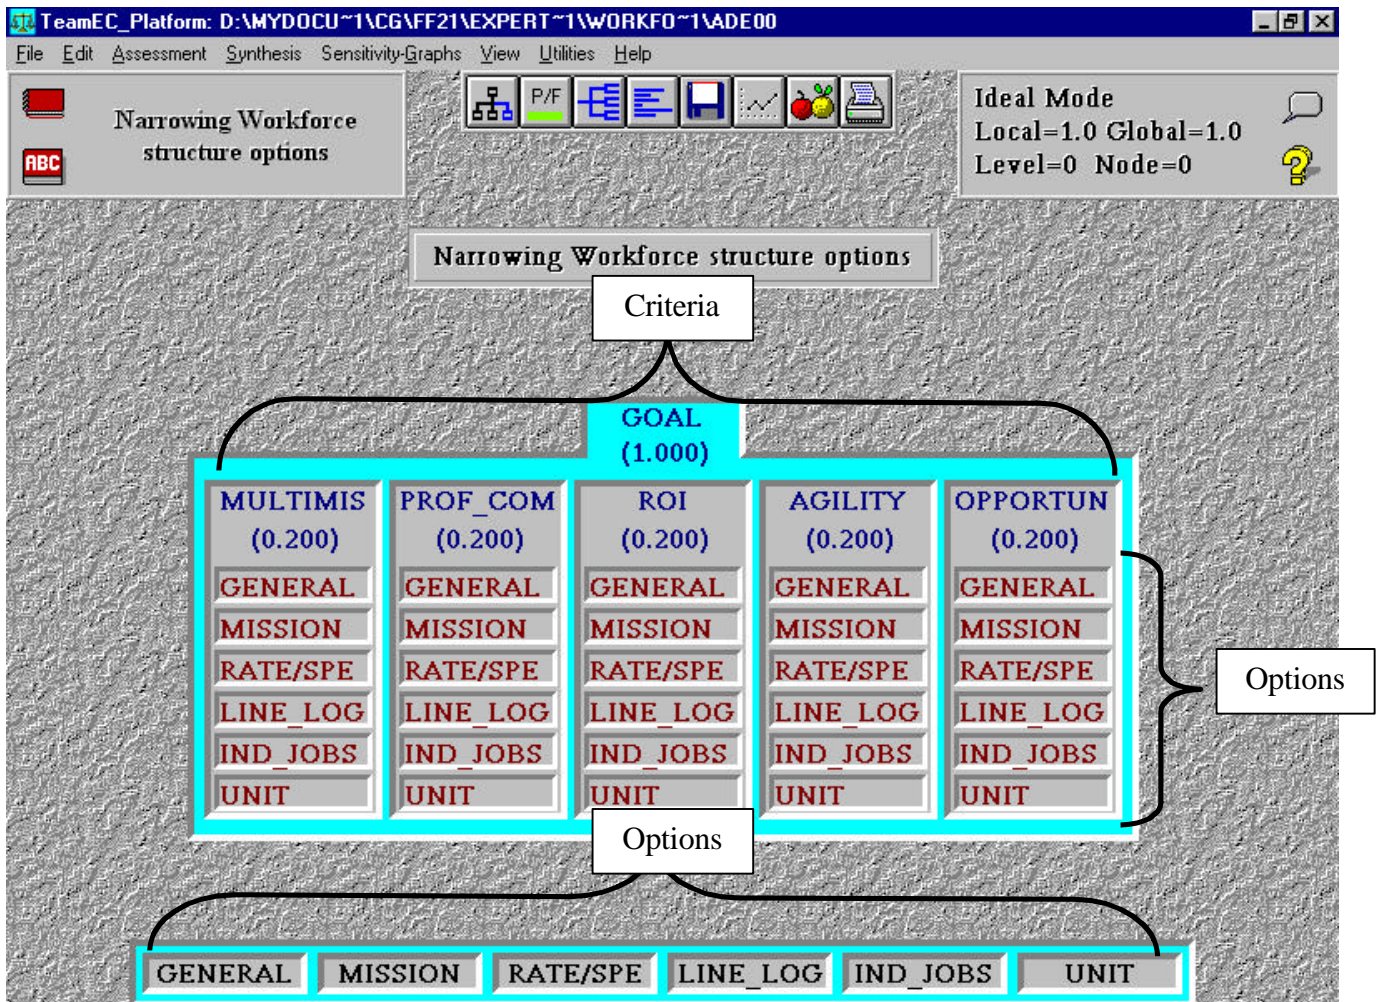 TeamEC_Platform: D:\MYDOCU~1\CG\FF21\EXPERT~1\WORKFO~1\ADE00
File Edit Assessment Synthesis Sensitivity-Graphs View Utilities Help
ABC
Narrowing Workforce
structure options
P/F
Ideal Mode
Local=1.0 Global=1.0
Level=0 Node=0
Narrowing Workforce structure options
Criteria
GOAL
(1.000)
MULTIMIS PROF_COM ROI AGILITY OPPORTUN
(0.200) (0.200) (0.200) (0.200) (0.200)
GENERAL GENERAL GENERAL GENERAL GENERAL
MISSION MISSION MISSION MISSION MISSION
RATE/SPE RATE/SPE RATE/SPE RATE/SPE RATE/SPE
LINE_LOG LINE_LOG LINE_LOG LINE_LOG LINE_LOG
IND_JOBS IND_JOBS IND_JOBS IND_JOBS IND_JOBS
UNIT UNIT UNIT UNIT UNIT
Options
Options
GENERAL MISSION RATE/SPE LINE_LOG IND_JOBS UNIT